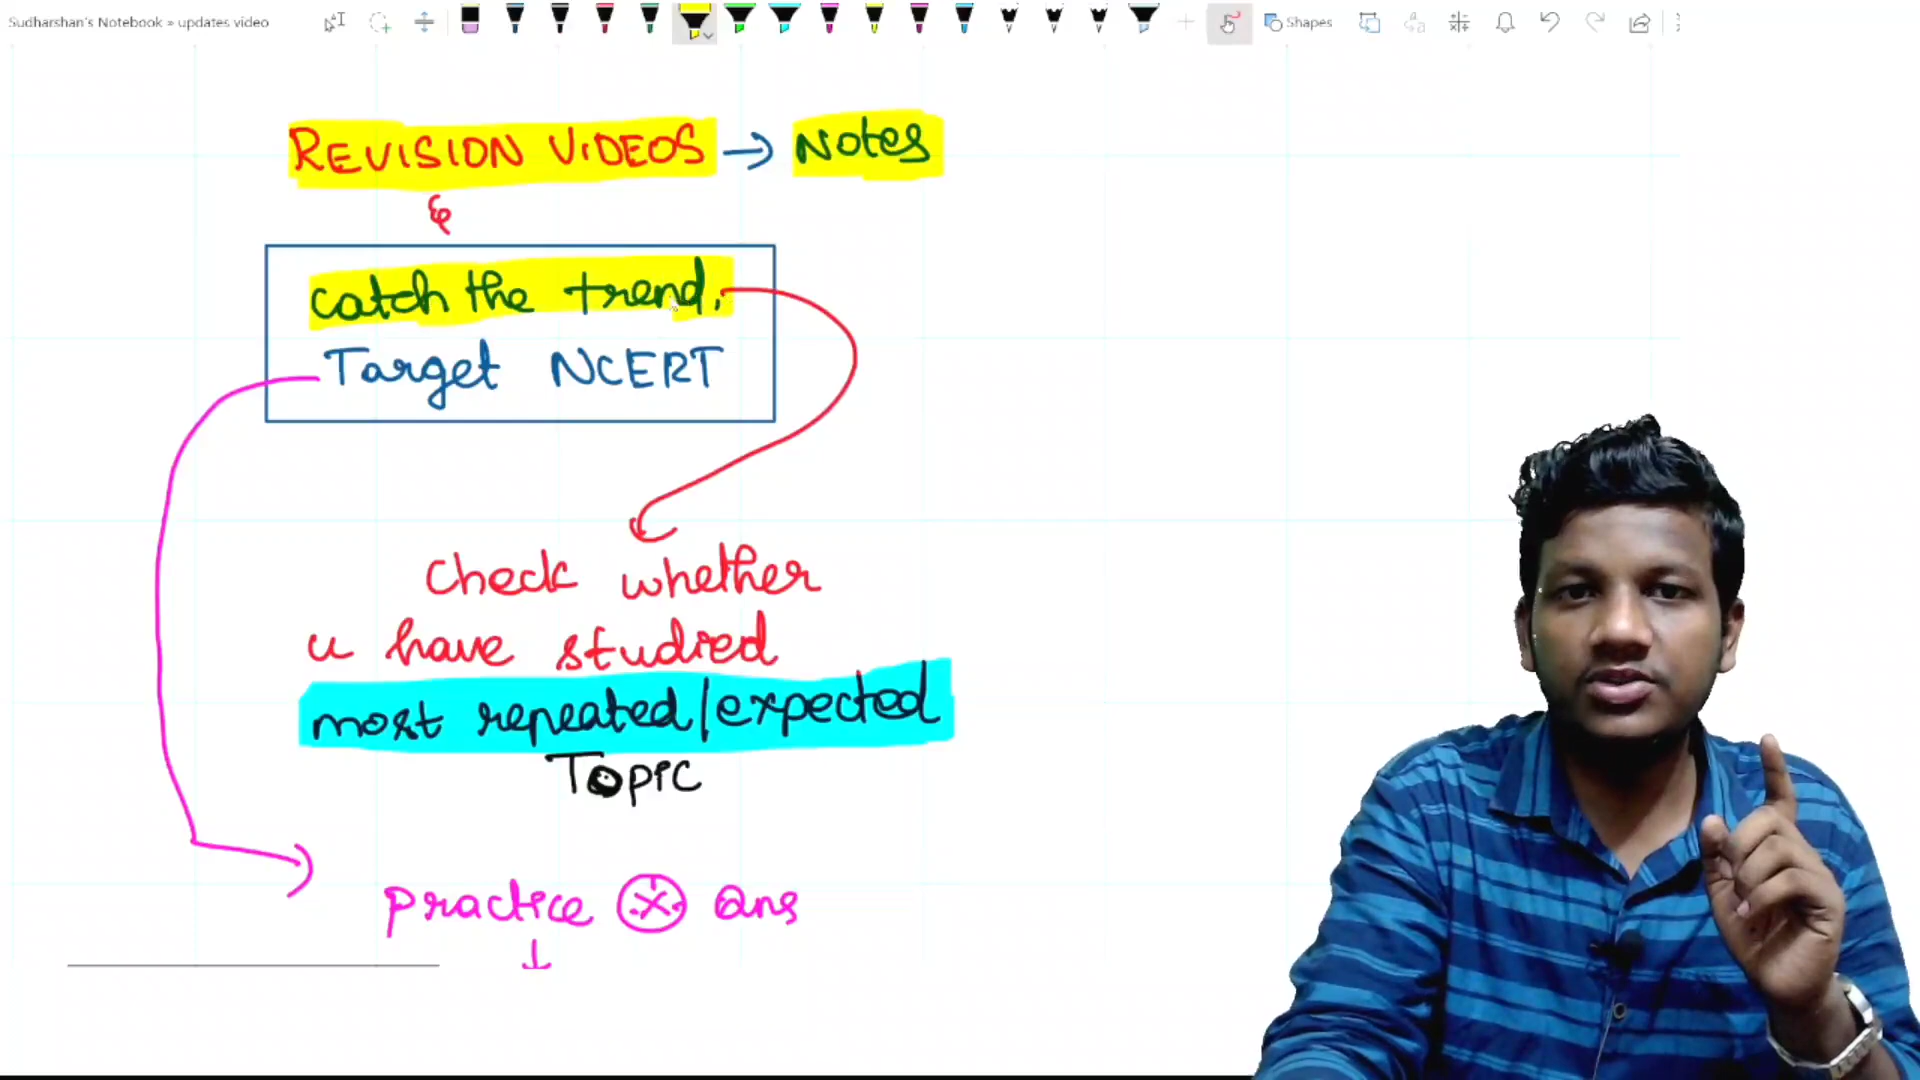 Sudharshan's Notebook » updates video
Shapes
REVISION VIDEOS → Notes
&
catch the trend.
Target NCERT
Check whether
u have studied
most repeated/expected
Topic
practice * Qns